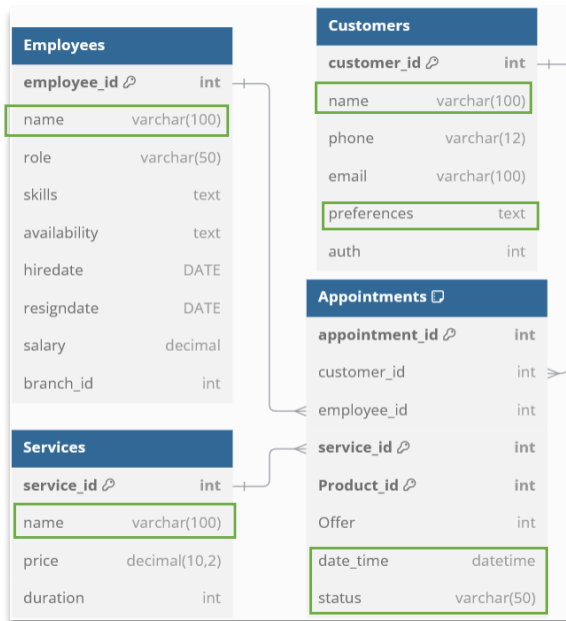 Employees
employee_id int
name varchar(100)
role varchar(50)
skills text
availability text
hiredate DATE
resigndate DATE
salary decimal
branch_id int
Services
service_id int
name varchar(100)
price decimal(10,2)
duration int
Customers
customer_id int
name varchar(100)
phone varchar(12)
email varchar(100)
preferences text
auth int
Appointments
appointment_id int
customer_id int
employee_id int
service_id int
Product_id int
Offer int
date_time datetime
status varchar(50)